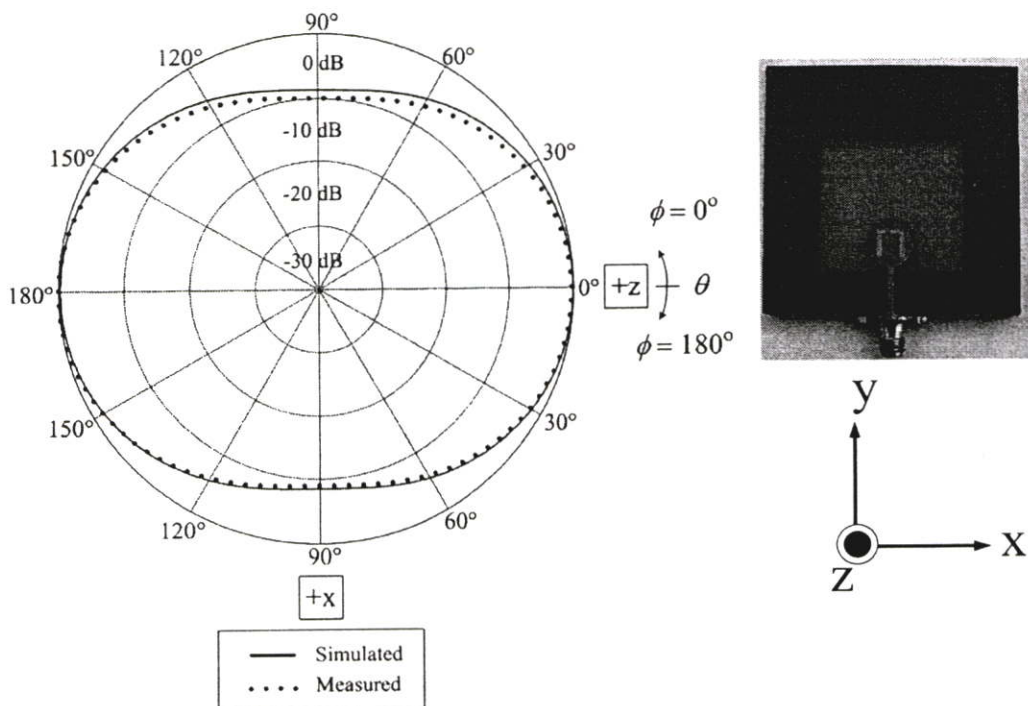 90°
120°
0 dB
60°
-10 dB
150°
30°
-20 dB
ϕ = 0°
-30 dB
180°
0°
+z
θ
ϕ = 180°
150°
30°
120°
60°
90°
+x
Simulated
Measured
y
x
z